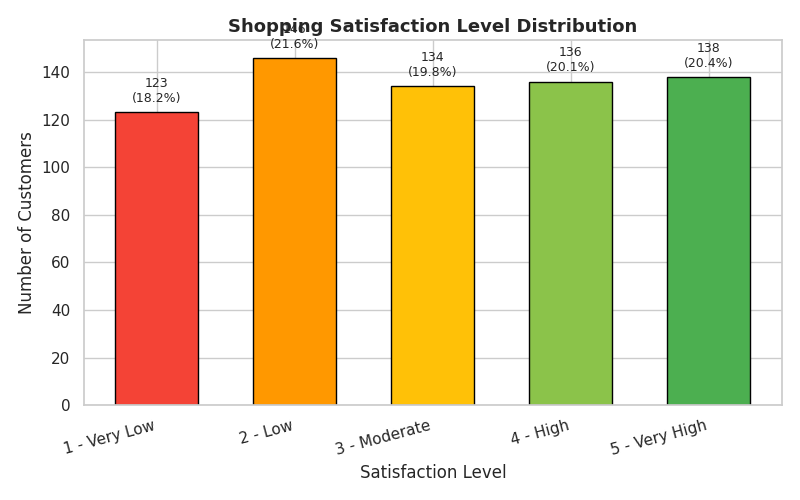 Shopping Satisfaction Level Distribution
146
(21.6%)
138
(20.4%)
136
(20.1%)
134
(19.8%)
123
(18.2%)
140
120
100
80
60
40
20
0
Number of Customers
1 - Very Low
2 - Low
3 - Moderate
4 - High
5 - Very High
Satisfaction Level